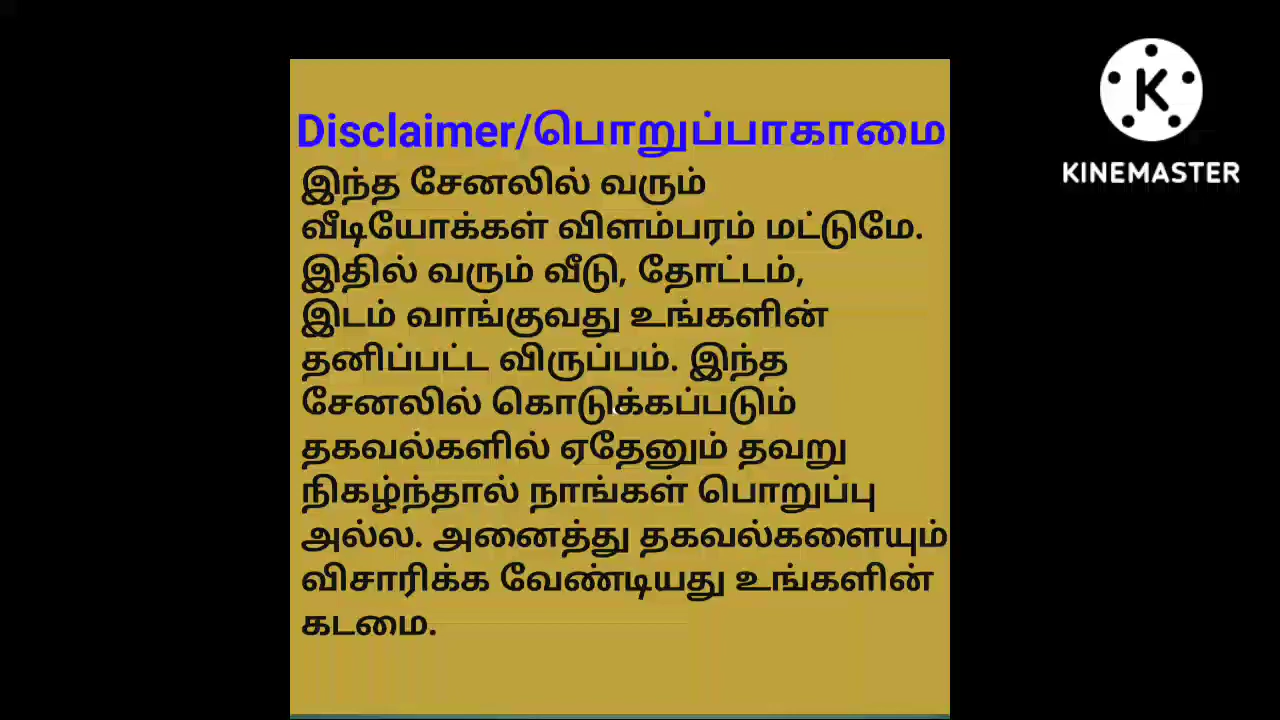 Disclaimer/பொறுப்பாகாமை
இந்த சேனலில் வரும்
வீடியோக்கள் விளம்பரம் மட்டுமே.
இதில் வரும் வீடு, தோட்டம்,
இடம் வாங்குவது உங்களின்
தனிப்பட்ட விருப்பம். இந்த
சேனலில் கொடுக்கப்படும்
தகவல்களில் ஏதேனும் தவறு
நிகழ்ந்தால் நாங்கள் பொறுப்பு
அல்ல. அனைத்து தகவல்களையும்
விசாரிக்க வேண்டியது உங்களின்
கடமை.
K
KINEMASTER